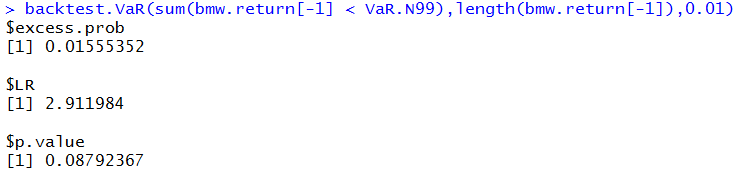 > backtest.VaR(sum(bmw.return[-1] < VaR.N99),length(bmw.return[-1]),0.01)
$excess.prob
[1] 0.01555352
$LR
[1] 2.911984
$p.value
[1] 0.08792367